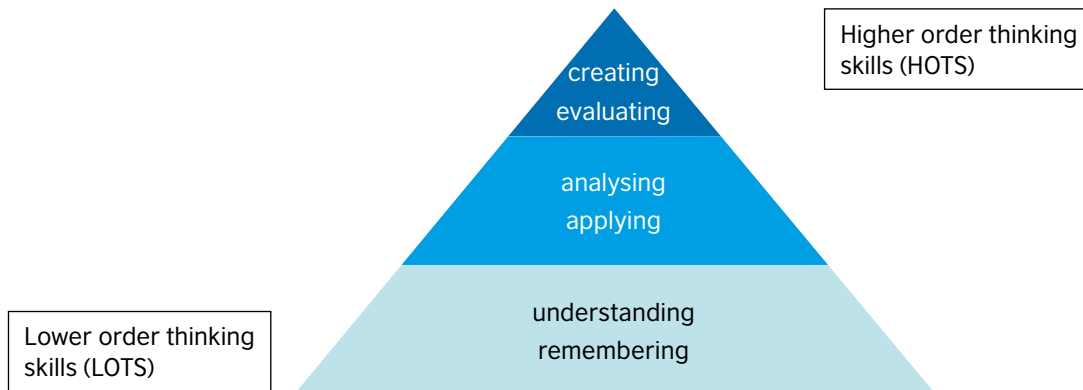 creating
evaluating
Higher order thinking
skills (HOTS)
analysing
applying
understanding
remembering
Lower order thinking
skills (LOTS)